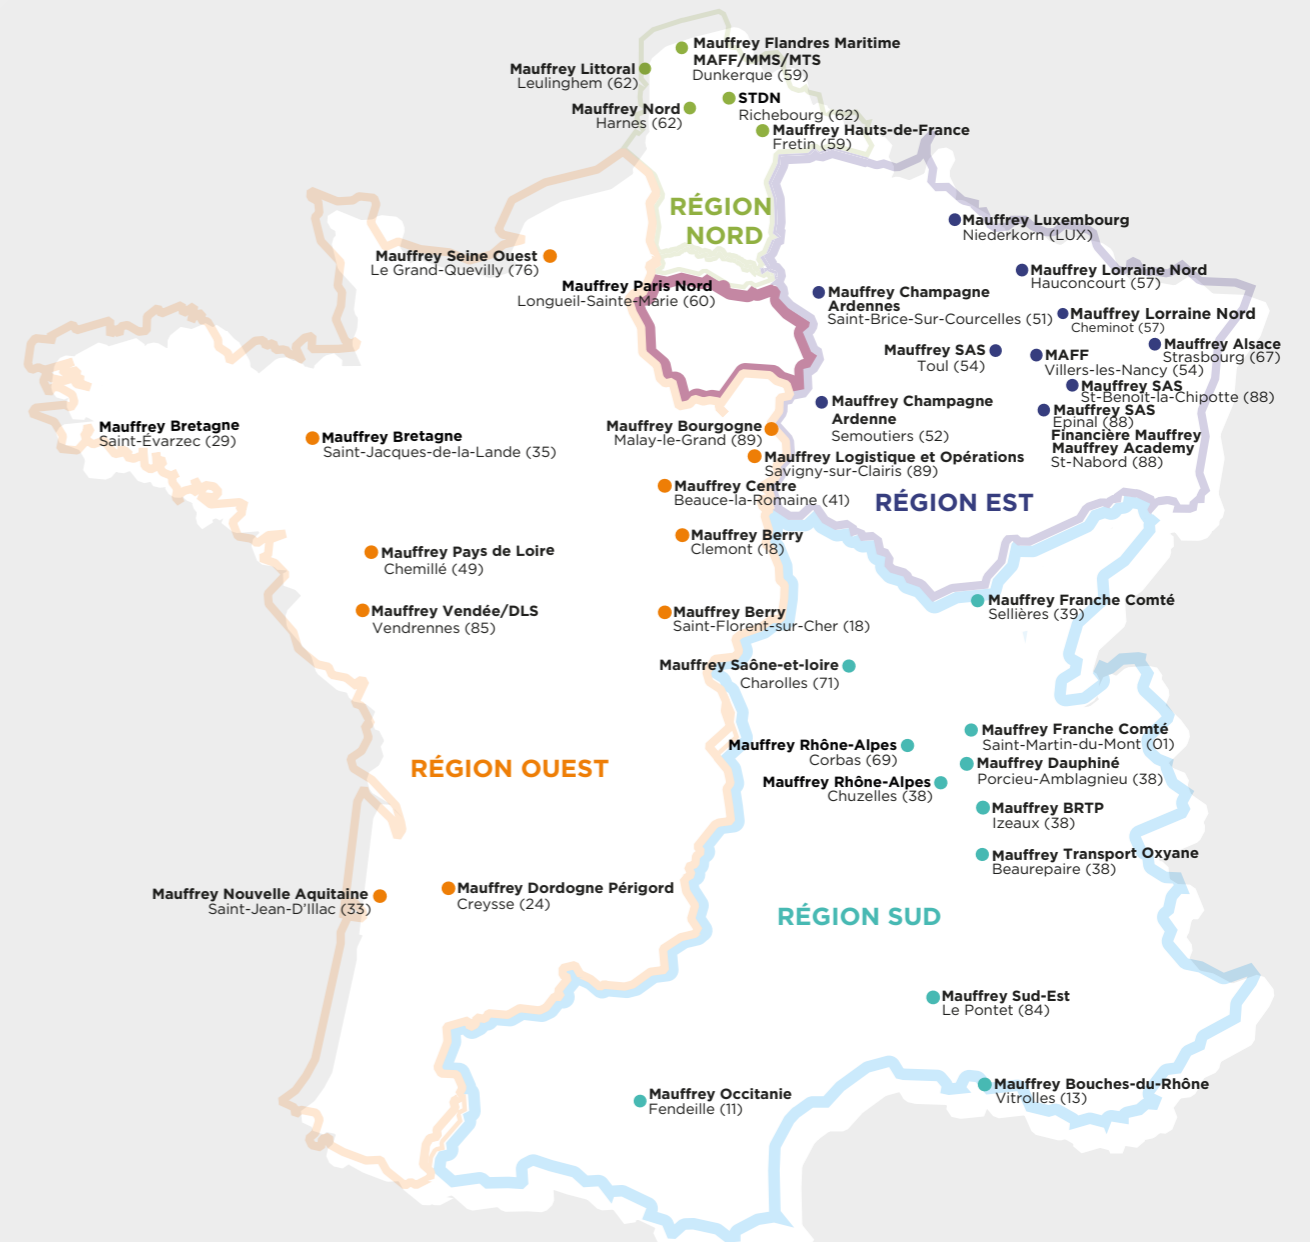 Mauffrey Flandres Maritime
MAFF/MMS/MTS
Dunkerque (59)
Mauffrey Littoral
Leulinghem (62)
STDN
Richebourg (62)
Mauffrey Nord
Harnes (62)
Mauffrey Hauts-de-France
Fretin (59)
RÉGION
NORD
Mauffrey Luxembourg
Niederkorn (LUX)
Mauffrey Seine Ouest
Le Grand-Quevilly (76)
Mauffrey Paris Nord
Longueil-Sainte-Marie (60)
Mauffrey Lorraine Nord
Hauconcourt (57)
Mauffrey Champagne
Ardennes
Saint-Brice-Sur-Courcelles (51)
Mauffrey Lorraine Nord
Cheminot (57)
Mauffrey SAS
Toul (54)
MAFF
Villers-les-Nancy (54)
Mauffrey Alsace
Strasbourg (67)
Mauffrey SAS
St-Benoît-la-Chipotte (88)
Mauffrey Champagne
Ardenne
Semoutiers (52)
Mauffrey SAS
Epinal (88)
Financière Mauffrey
Mauffrey Academy
St-Nabord (88)
Mauffrey Bretagne
Saint-Évarzec (29)
Mauffrey Bretagne
Saint-Jacques-de-la-Lande (35)
Mauffrey Bourgogne
Malay-le-Grand (89)
Mauffrey Logistique et Opérations
Savigny-sur-Clairis (89)
Mauffrey Centre
Beauce-la-Romaine (41)
RÉGION EST
Mauffrey Berry
Clemont (18)
Mauffrey Pays de Loire
Chemillé (49)
Mauffrey Vendée/DLS
Vendrennes (85)
Mauffrey Berry
Saint-Florent-sur-Cher (18)
Mauffrey Franche Comté
Sellières (39)
Mauffrey Saône-et-loire
Charolles (71)
RÉGION OUEST
Mauffrey Rhône-Alpes
Corbas (69)
Mauffrey Franche Comté
Saint-Martin-du-Mont (01)
Mauffrey Rhône-Alpes
Chuzelles (38)
Mauffrey Dauphiné
Porcieu-Amblagnieu (38)
Mauffrey BRTP
Izeaux (38)
Mauffrey Transport Oxyane
Beaurepaire (38)
Mauffrey Nouvelle Aquitaine
Saint-Jean-D'Illac (33)
Mauffrey Dordogne Périgord
Creysse (24)
RÉGION SUD
Mauffrey Sud-Est
Le Pontet (84)
Mauffrey Occitanie
Fendeille (11)
Mauffrey Bouches-du-Rhône
Vitrolles (13)